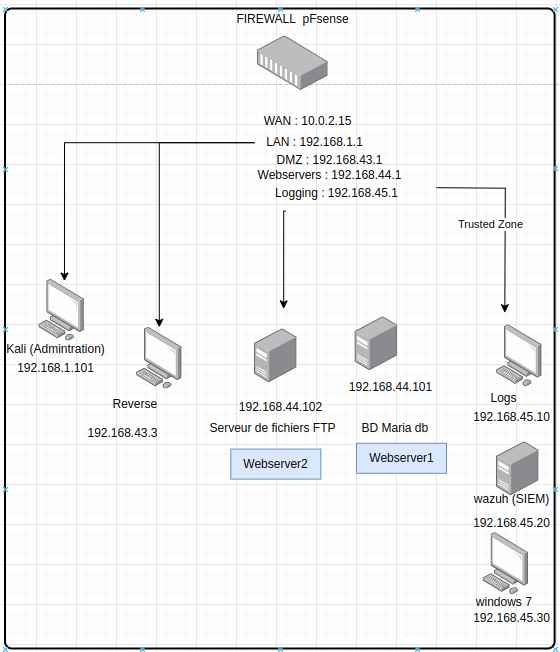 FIREWALL pFsense
WAN : 10.0.2.15
LAN : 192.168.1.1
DMZ : 192.168.43.1
Webservers : 192.168.44.1
Logging : 192.168.45.1
Trusted Zone
Kali (Admintration)
192.168.1.101
Reverse
192.168.43.3
192.168.44.102
Serveur de fichiers FTP
Webserver2
192.168.44.101
BD Maria db
Webserver1
Logs
192.168.45.10
wazuh (SIEM)
192.168.45.20
windows 7
192.168.45.30